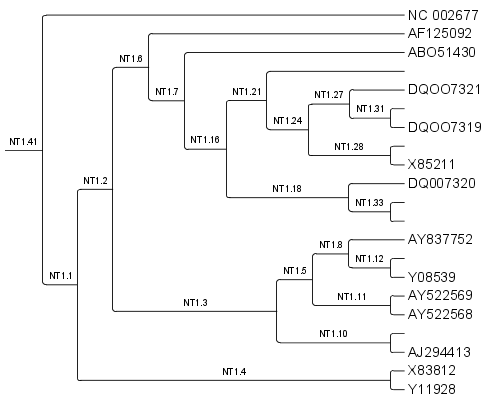 NC 002677
AF125092
NT1.6
ABO51430
DQOO7321
NT1.7
NT1.21
NT1.27
NT1.31
NT1.24
DQOO7319
NT1.41
NT1.16
NT1.28
X85211
NT1.2
DQ007320
NT1.18
NT1.33
AY837752
NT1.8
NT1.12
NT1.1
NT1.5
Y08539
AY522569
NT1.3
NT1.11
AY522568
NT1.10
AJ294413
X83812
NT1.4
Y11928